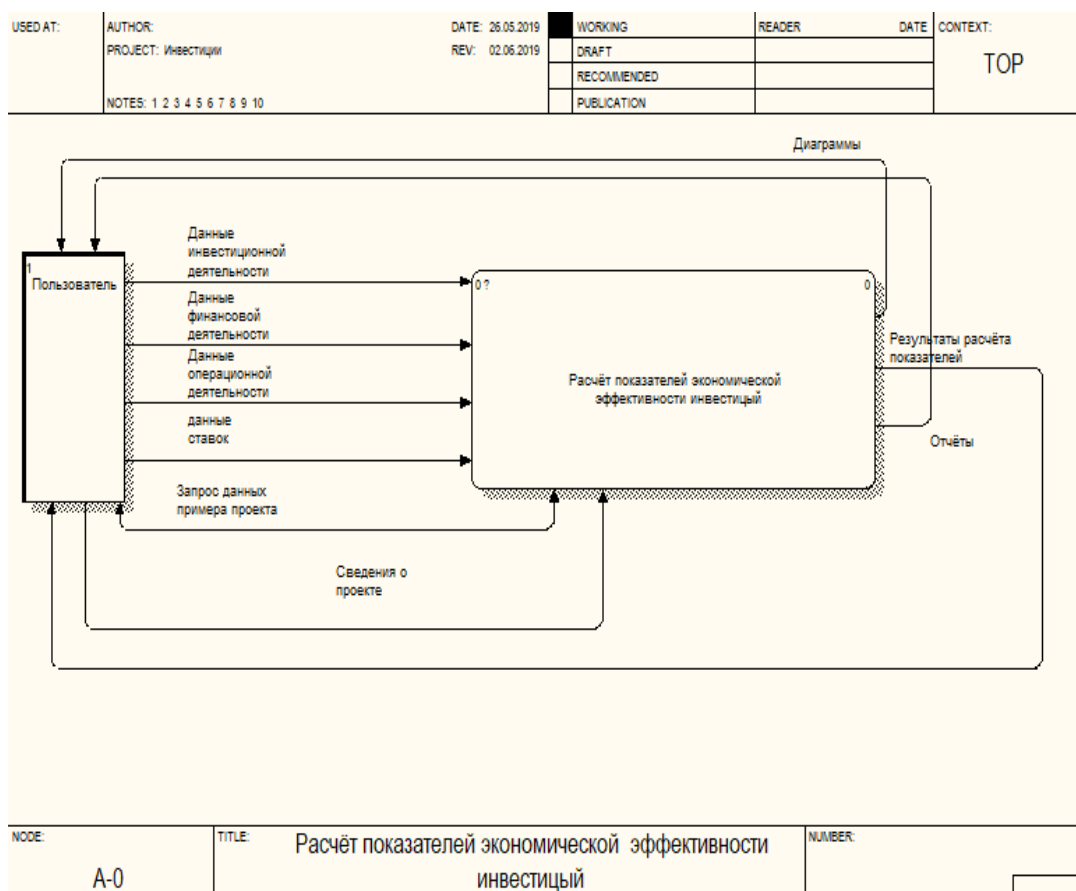 USED AT:
AUTHOR:
DATE: 26.05.2019
WORKING
READER
DATE
CONTEXT:
PROJECT: Инвестиции
REV: 02.06.2019
DRAFT
TOP
RECOMMENDED
NOTES: 1 2 3 4 5 6 7 8 9 10
PUBLICATION
Диаграммы
Данные
инвестиционной
деятельности
1
Пользователь
0 ?
0
Данные
финансовой
деятельности
Результаты расчёта
показателей
Данные
операционной
деятельности
Расчёт показателей экономической
эффективности инвестицый
данные
ставок
Отчёты
Запрос данных
примера проекта
Сведения о
проекте
NODE:
TITLE:
Расчёт показателей экономической эффективности
инвестицый
NUMBER:
A-0